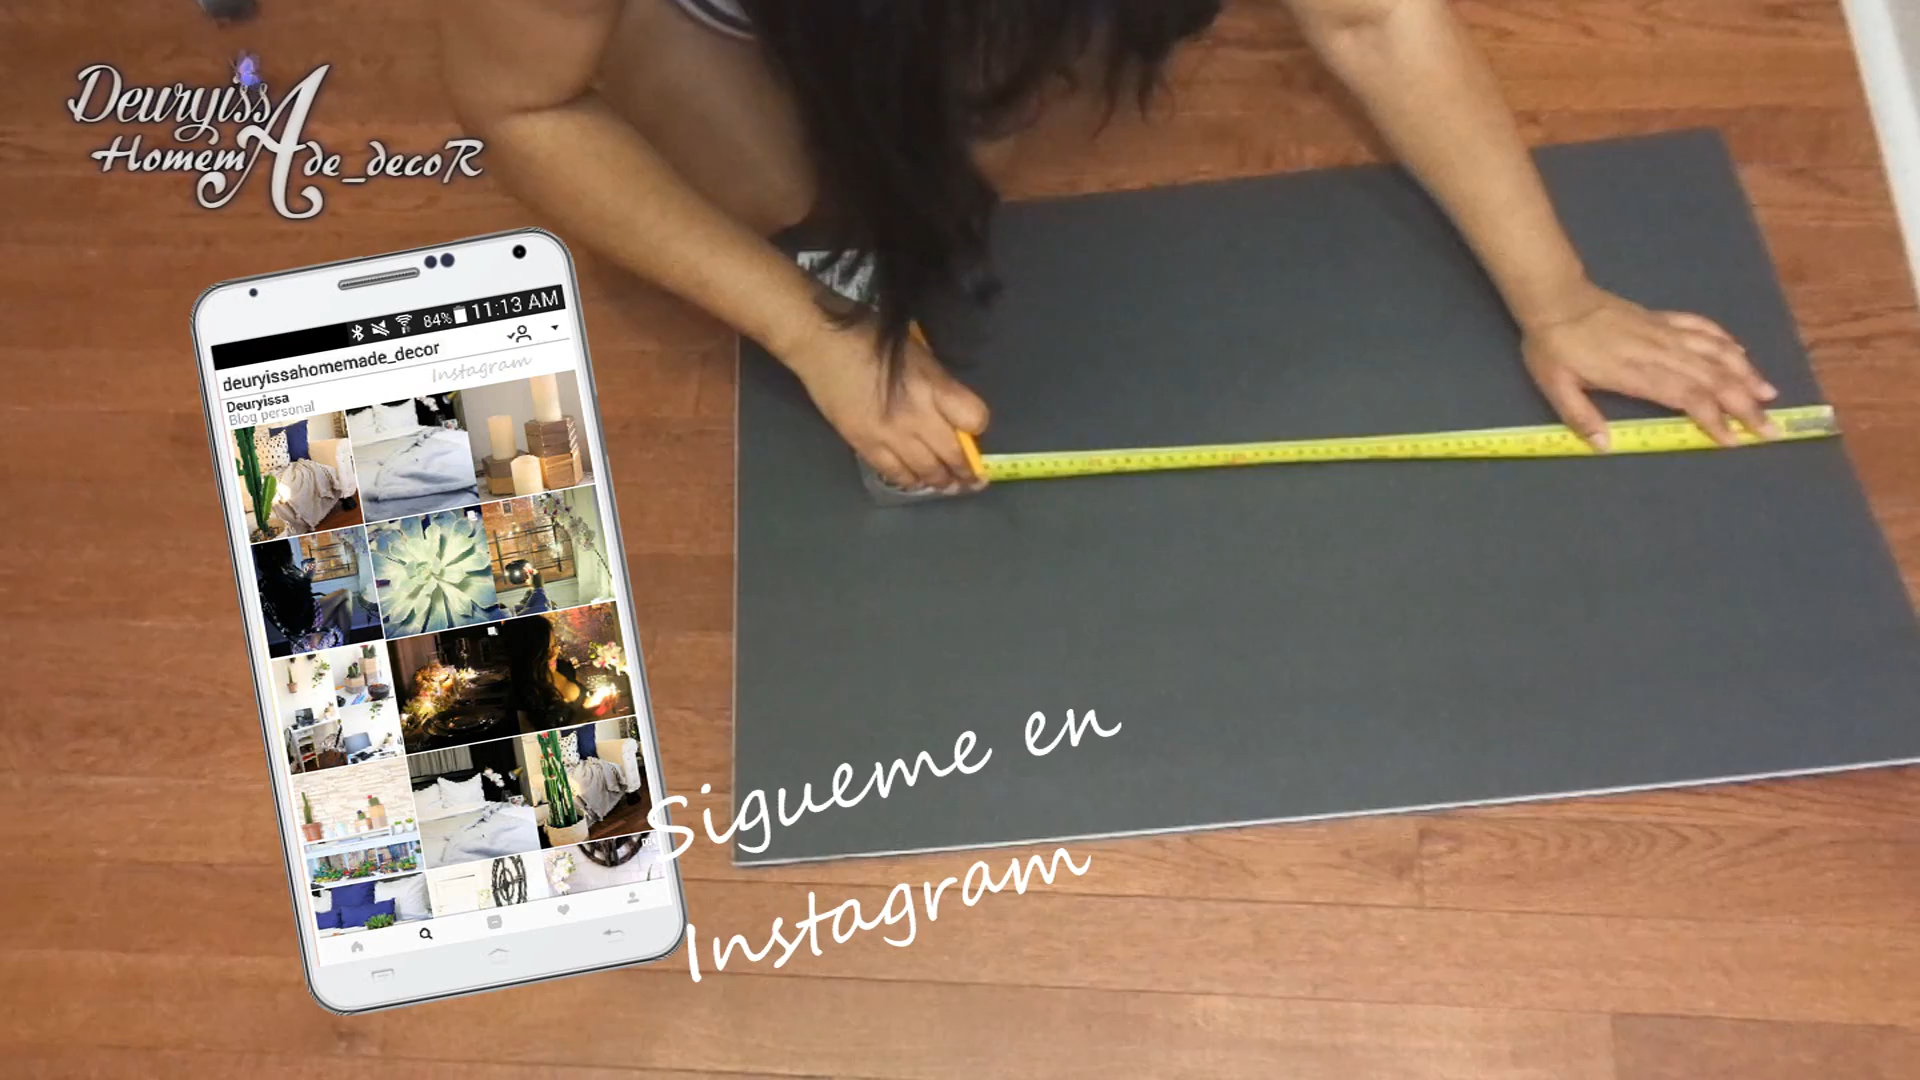 DeuryissA
HomemAde_decoR
84% 11:13 AM
deuryissahomemade_decor
Instagram
Deuryissa
Blog personal
Sigueme en
Instagram